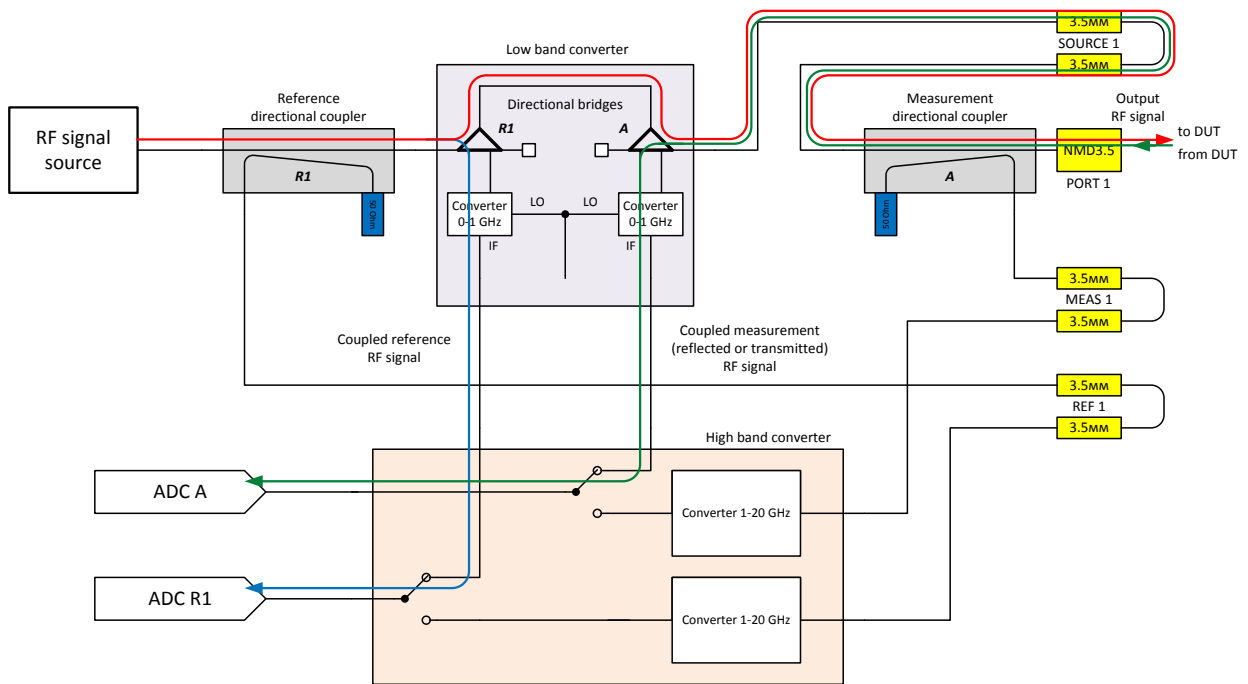 3.5мм
SOURCE 1
3.5мм
Low band converter
Reference
directional coupler
Directional bridges
Measurement
directional coupler
Output
RF signal
RF signal
source
R1
A
to DUT
from DUT
NMD3.5
PORT 1
R1
A
50 Ohm
50 Ohm
Converter
0-1 GHz
LO
LO
Converter
0-1 GHz
IF
IF
3.5мм
MEAS 1
3.5мм
Coupled reference
RF signal
Coupled measurement
(reflected or transmitted)
RF signal
3.5мм
REF 1
3.5мм
High band converter
ADC A
Converter 1-20 GHz
ADC R1
Converter 1-20 GHz